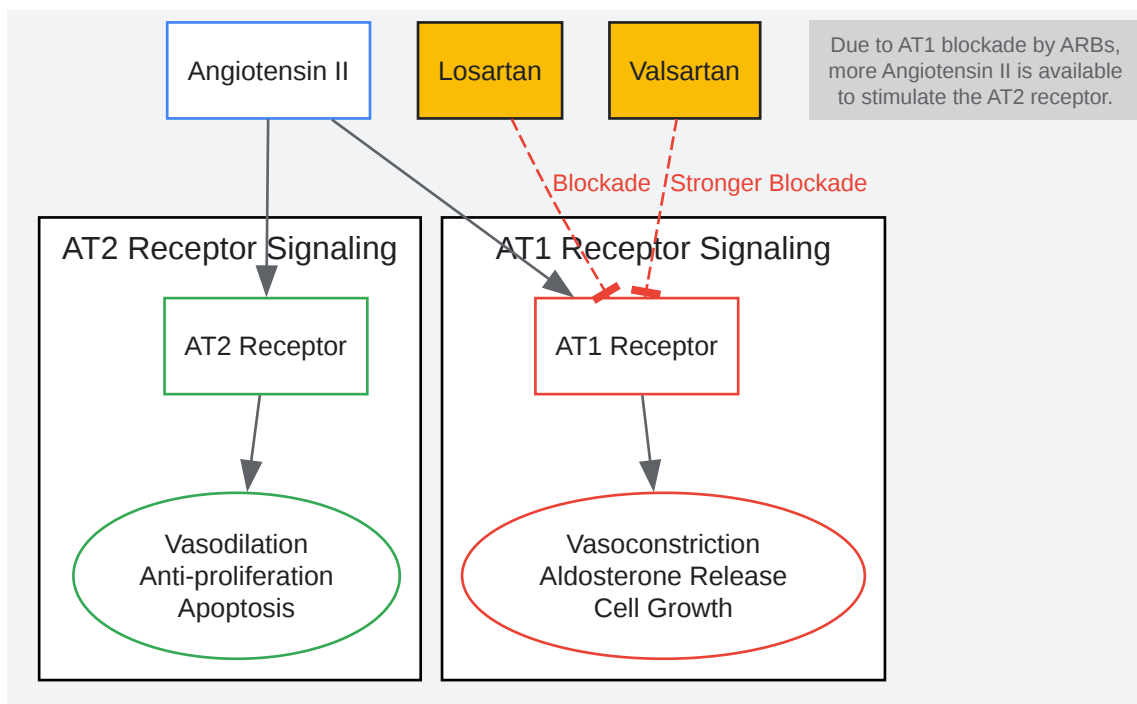 Angiotensin II
Losartan
Valsartan
Due to AT1 blockade by ARBs,
more Angiotensin II is available
to stimulate the AT2 receptor.
Blockade
Stronger Blockade
AT2 Receptor Signaling
AT1 Receptor Signaling
AT2 Receptor
AT1 Receptor
Vasodilation
Anti-proliferation
Apoptosis
Vasoconstriction
Aldosterone Release
Cell Growth